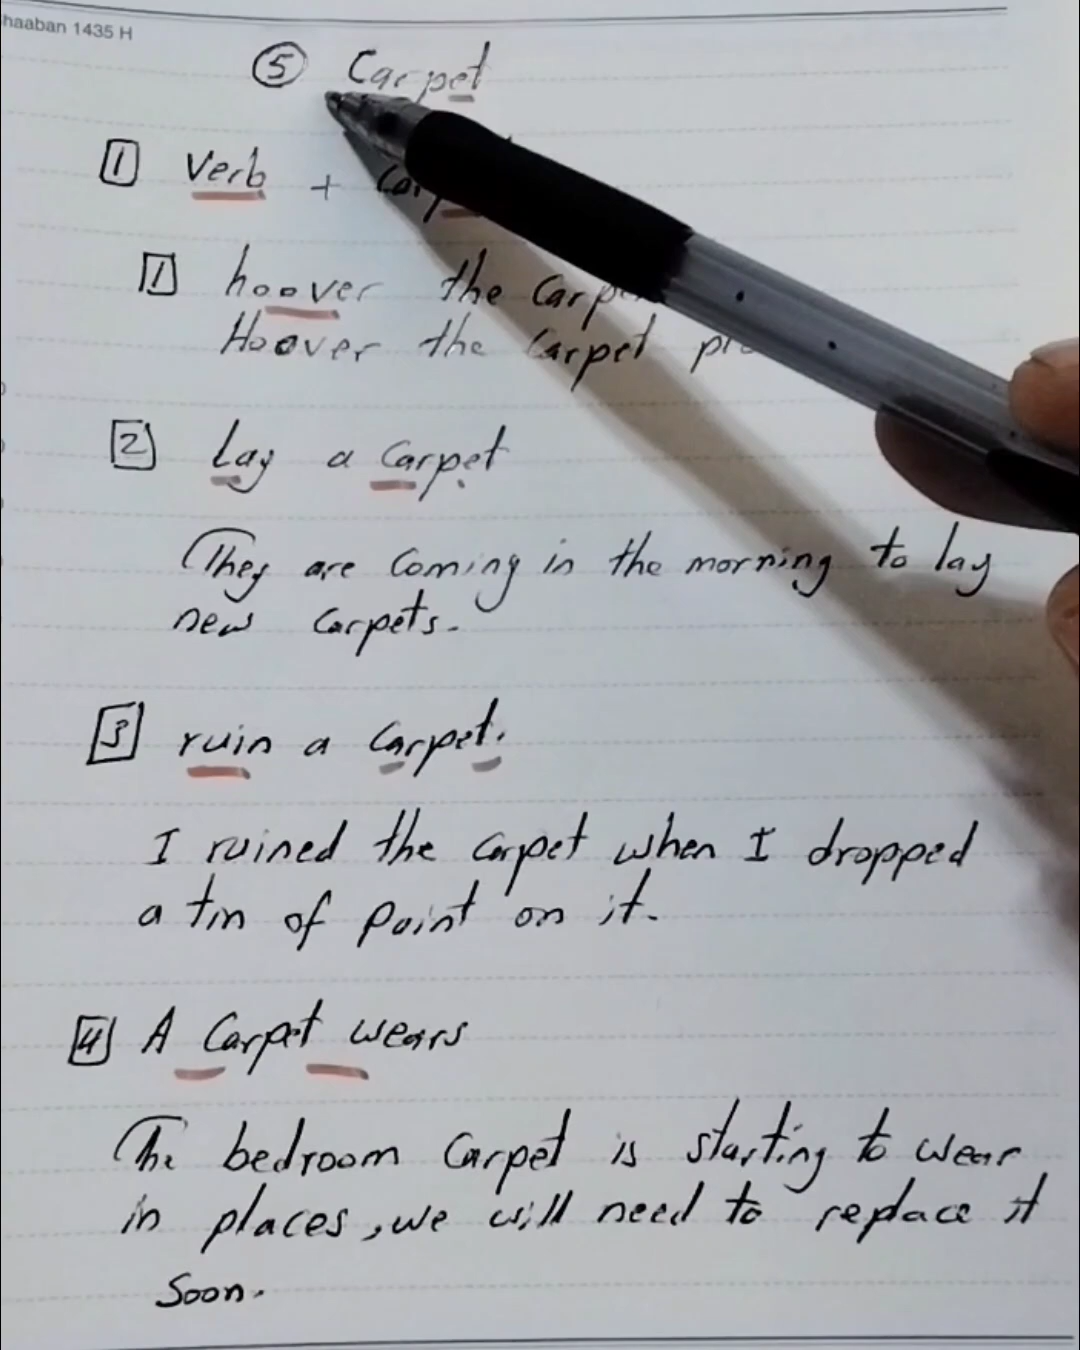 haaban 1435 H
5 Carpet
1 Verb +
1 hoover the
Hoover the Carpet
2 Lay a Carpet
They are Coming in the morning to lay
new Carpets.
3 ruin a Carpet.
I ruined the Carpet when I dropped
a tin of paint on it.
4 A Carpet wears
The bedroom Carpet is starting to wear
in places, we will need to replace it
Soon.